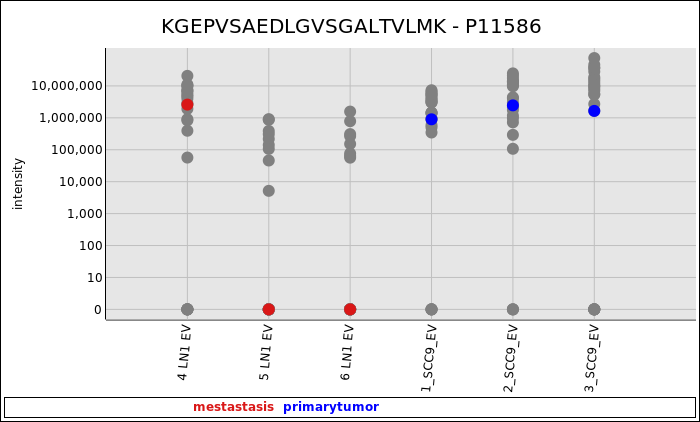 KGEPVSAEDLGVSGALTVLMK - P11586
intensity
10,000,000
1,000,000
100,000
10,000
1,000
100
10
0
4 LN1 EV
5 LN1 EV
6 LN1 EV
1_SCC9_EV
2_SCC9_EV
3_SCC9_EV
mestastasis primarytumor